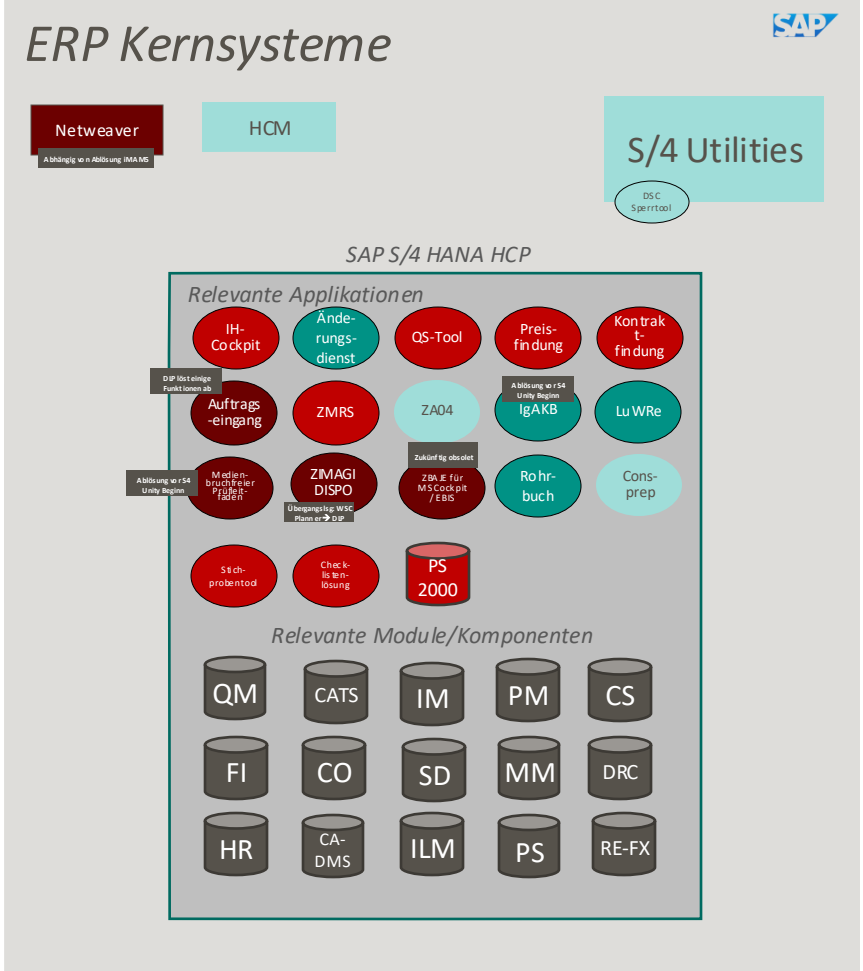 ERP Kernsysteme
SAP
Netweaver
Abhängig von Ablösung iMAMS
HCM
S/4 Utilities
DSC
Sperrtool
SAP S/4 HANA HCP
Relevante Applikationen
IH-
Cockpit
Ände-
rungs-
dienst
QS-Tool
Preis-
findung
Kontrak
t-
findung
DLP löst einige
Funktionen ab
Auftrags
-eingang
ZMRS
ZA04
Ablösung vor S4
Unity Beginn
IgAKB
LuWRe
Ablösung vor S4
Unity Beginn
Medien-
bruchfreier
Prüfleit-
faden
ZIMAGI
DISPO
Übergangslsg: WSC
Planner→ DLP
Zukünftig obsolet
ZBAJE für
MS Cockpit
/ EBIS
Rohr-
buch
Cons-
prep
Stich-
probentool
Check-
listen-
lösung
PS
2000
Relevante Module/Komponenten
QM
CATS
IM
PM
CS
FI
CO
SD
MM
DRC
HR
CA-
DMS
ILM
PS
RE-FX